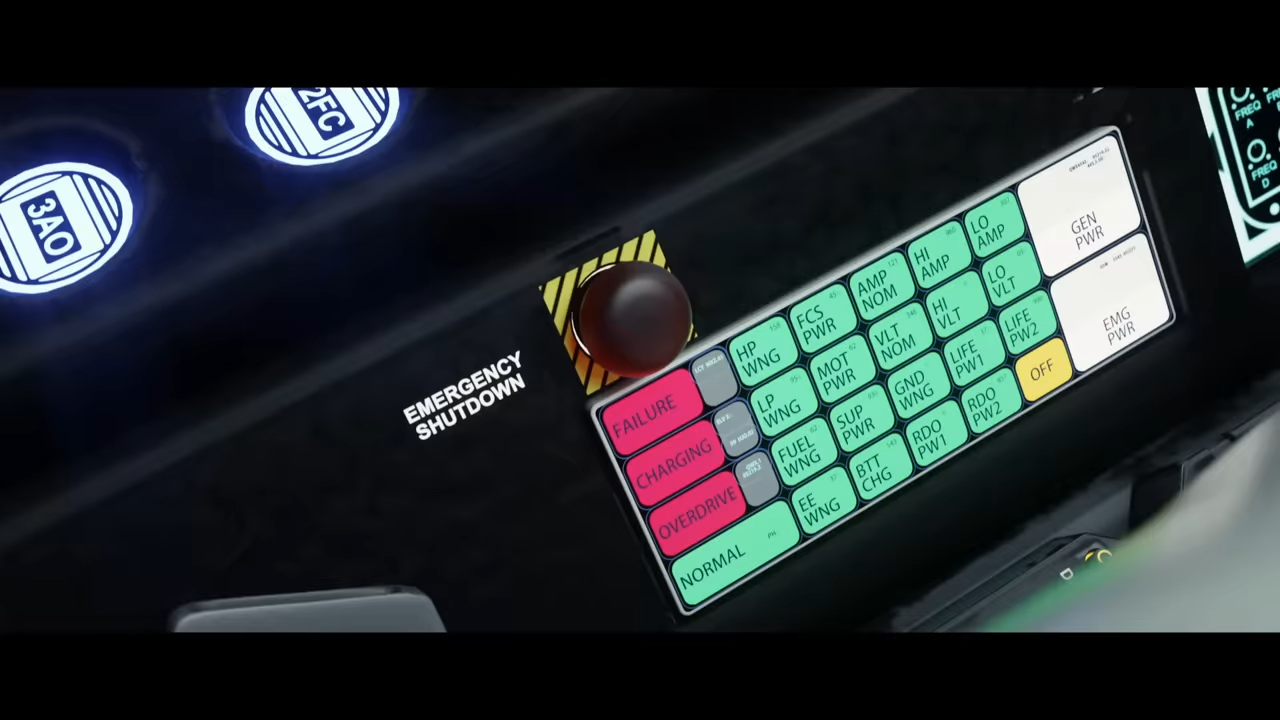 2FC
3AO
EMERGENCY
SHUTDOWN
FAILURE
CHARGING
OVERDRIVE
NORMAL
HP
WNG
LP
WNG
FUEL
WNG
EE
WNG
FCS
PWR
MOT
PWR
SUP
PWR
BTT
CHG
AMP
NOM
VLT
NOM
GND
WNG
RDO
PW1
HI
AMP
HI
VLT
LIFE
PW1
RDO
PW2
LO
AMP
LO
VLT
LIFE
PW2
OFF
GEN
PWR
EMG
PWR
FREQ
A
FREQ
D